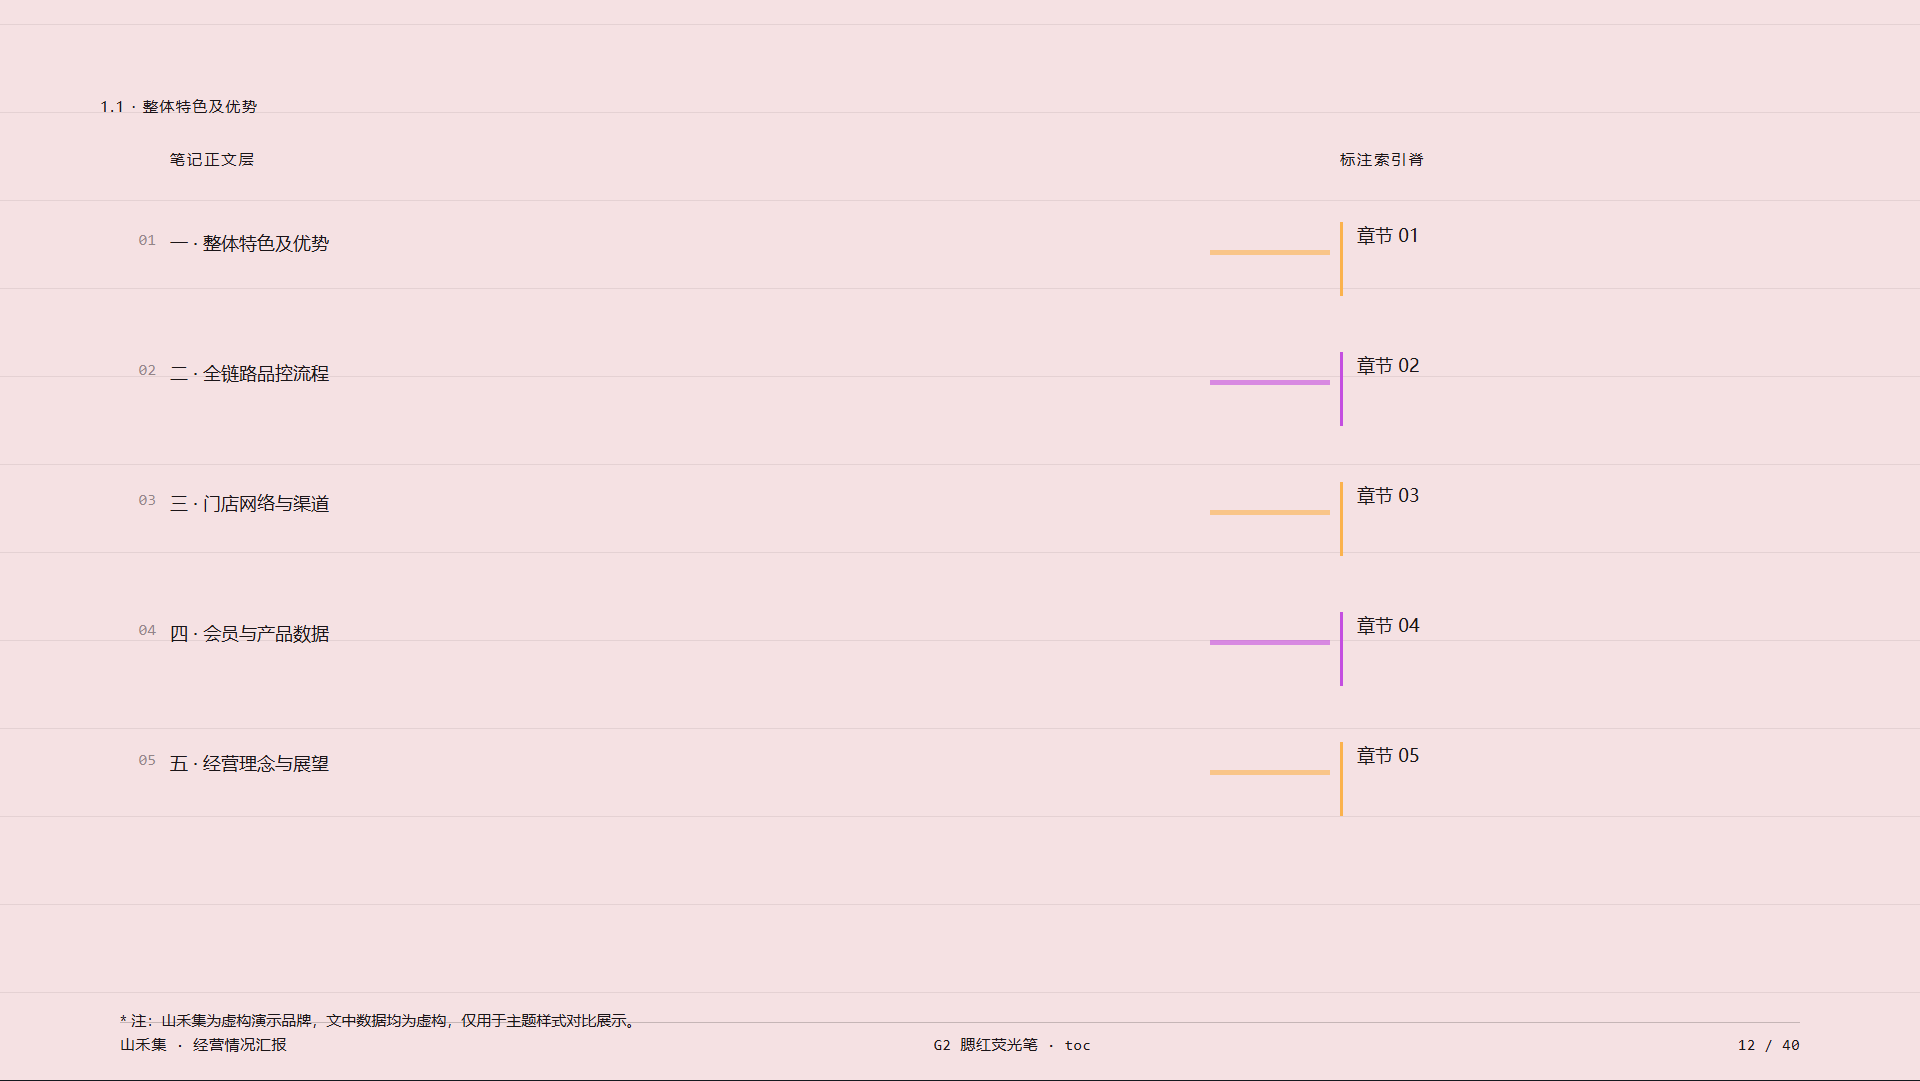 1.1 · 整体特色及优势
笔记正文层 标注索引脊
01 一 · 整体特色及优势 章节 01
02 二 · 全链路品控流程 章节 02
03 三 · 门店网络与渠道 章节 03
04 四 · 会员与产品数据 章节 04
05 五 · 经营理念与展望 章节 05
* 注：山禾集为虚构演示品牌，文中数据均为虚构，仅用于主题样式对比展示。
山禾集 · 经营情况汇报 G2 腮红荧光笔 · toc 12 / 40